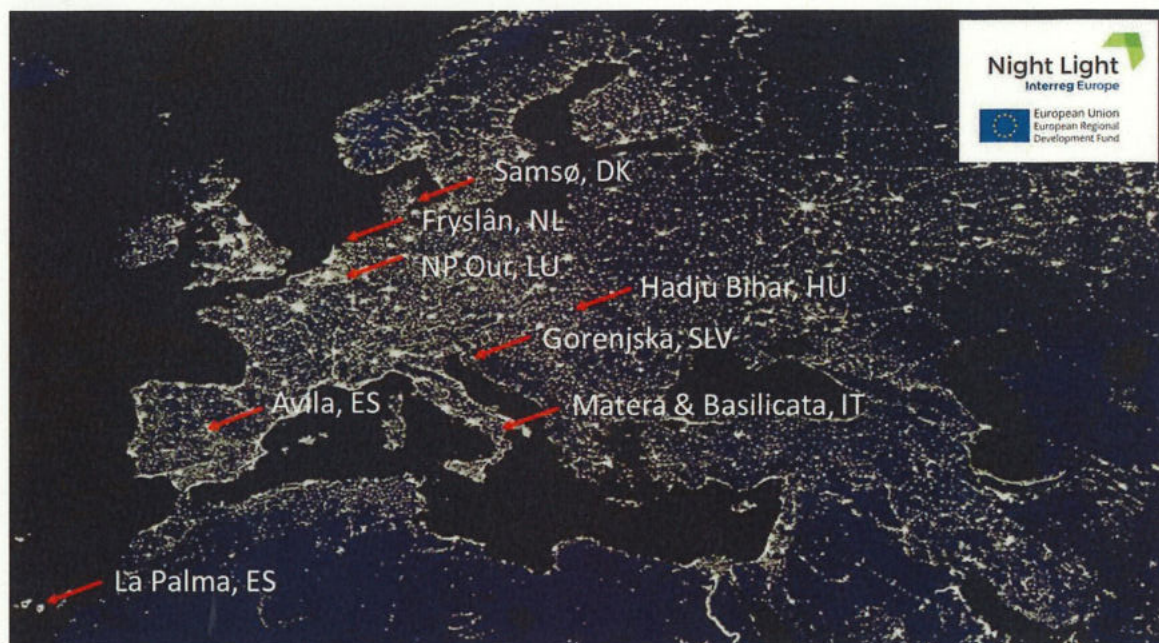 Night Light
Interreg Europe
European Union
European Regional
Development Fund
Samsø, DK
Fryslân, NL
NP Our, LU
Hadju Bihar, HU
Gorenjska, SLV
Avila, ES
Matera & Basilicata, IT
La Palma, ES